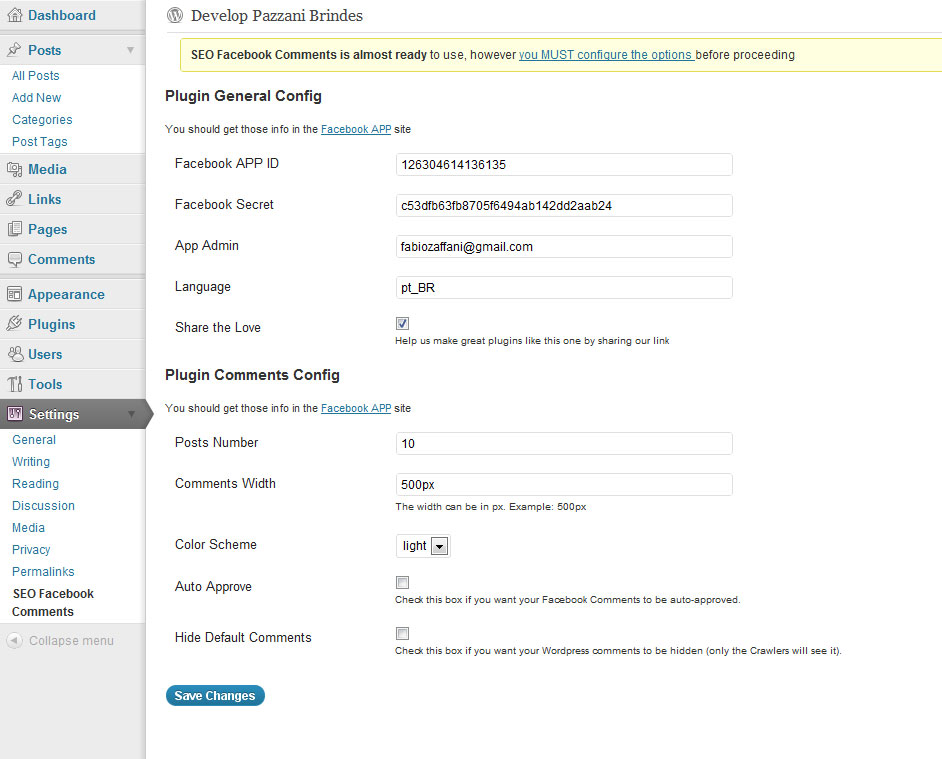 Dashboard
Posts
All Posts
Add New
Categories
Post Tags
Media
Links
Pages
Comments
Appearance
Plugins
Users
Tools
Settings
General
Writing
Reading
Discussion
Media
Privacy
Permalinks
SEO Facebook
Comments
Collapse menu
Develop Pazzani Brindes
SEO Facebook Comments is almost ready to use, however you MUST configure the options before proceeding
Plugin General Config
You should get those info in the Facebook APP site
Facebook APP ID 126304614136135
Facebook Secret c53dfb63fb8705f6494ab142dd2aab24
App Admin fabiozaffani@gmail.com
Language pt_BR
Share the Love
Help us make great plugins like this one by sharing our link
Plugin Comments Config
You should get those info in the Facebook APP site
Posts Number 10
Comments Width 500px
The width can be in px. Example: 500px
Color Scheme light
Auto Approve
Check this box if you want your Facebook Comments to be auto-approved.
Hide Default Comments
Check this box if you want your Wordpress comments to be hidden (only the Crawlers will see it).
Save Changes